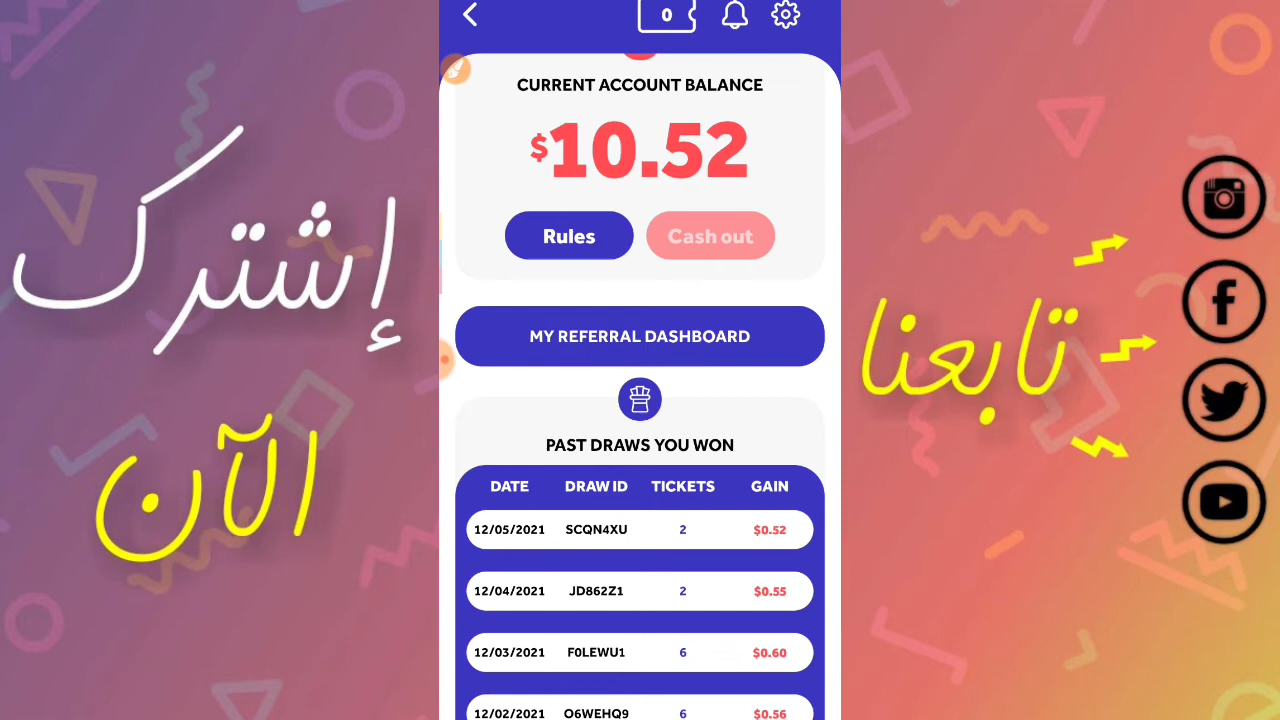 إشترك
الآن
0
CURRENT ACCOUNT BALANCE
$10.52
Rules
Cash out
MY REFERRAL DASHBOARD
PAST DRAWS YOU WON
DATE DRAW ID TICKETS GAIN
12/05/2021 SCQN4XU 2 $0.52
12/04/2021 JD862Z1 2 $0.55
12/03/2021 F0LEWU1 6 $0.60
12/02/2021 O6WEHQ9 6 $0.56
تابعنا